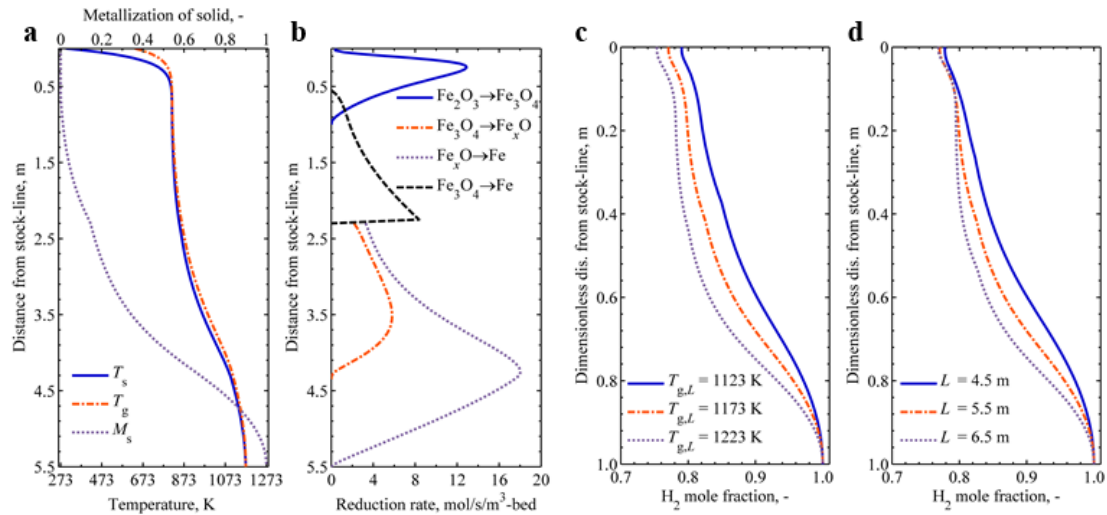 Metallization of solid, -
a
0 0.2 0.4 0.6 0.8 1
0.5
1.5
2.5
3.5
4.5
5.5
Distance from stock-line, m
T_s
T_g
M_s
273 473 673 873 1073 1273
Temperature, K
b
0.5
1.5
2.5
3.5
4.5
5.5
Distance from stock-line, m
Fe₂O₃→Fe₃O₄
Fe₃O₄→FeₓO
FeₓO→Fe
Fe₃O₄→Fe
0 4 8 12 16 20
Reduction rate, mol/s/m³-bed
c
0
0.2
0.4
0.6
0.8
1.0
Dimensionless dis. from stock-line, m
T_g,L = 1123 K
T_g,L = 1173 K
T_g,L = 1223 K
0.7 0.8 0.9 1.0
H₂ mole fraction, -
d
0
0.2
0.4
0.6
0.8
1.0
Dimensionless dis. from stock-line, m
L = 4.5 m
L = 5.5 m
L = 6.5 m
0.7 0.8 0.9 1.0
H₂ mole fraction, -